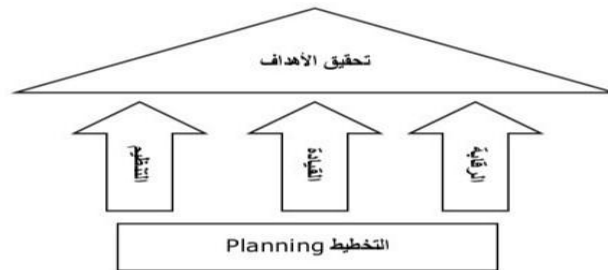 تحقيق الأهداف
الرقابة
القيادة
التنظيم
التخطيط Planning